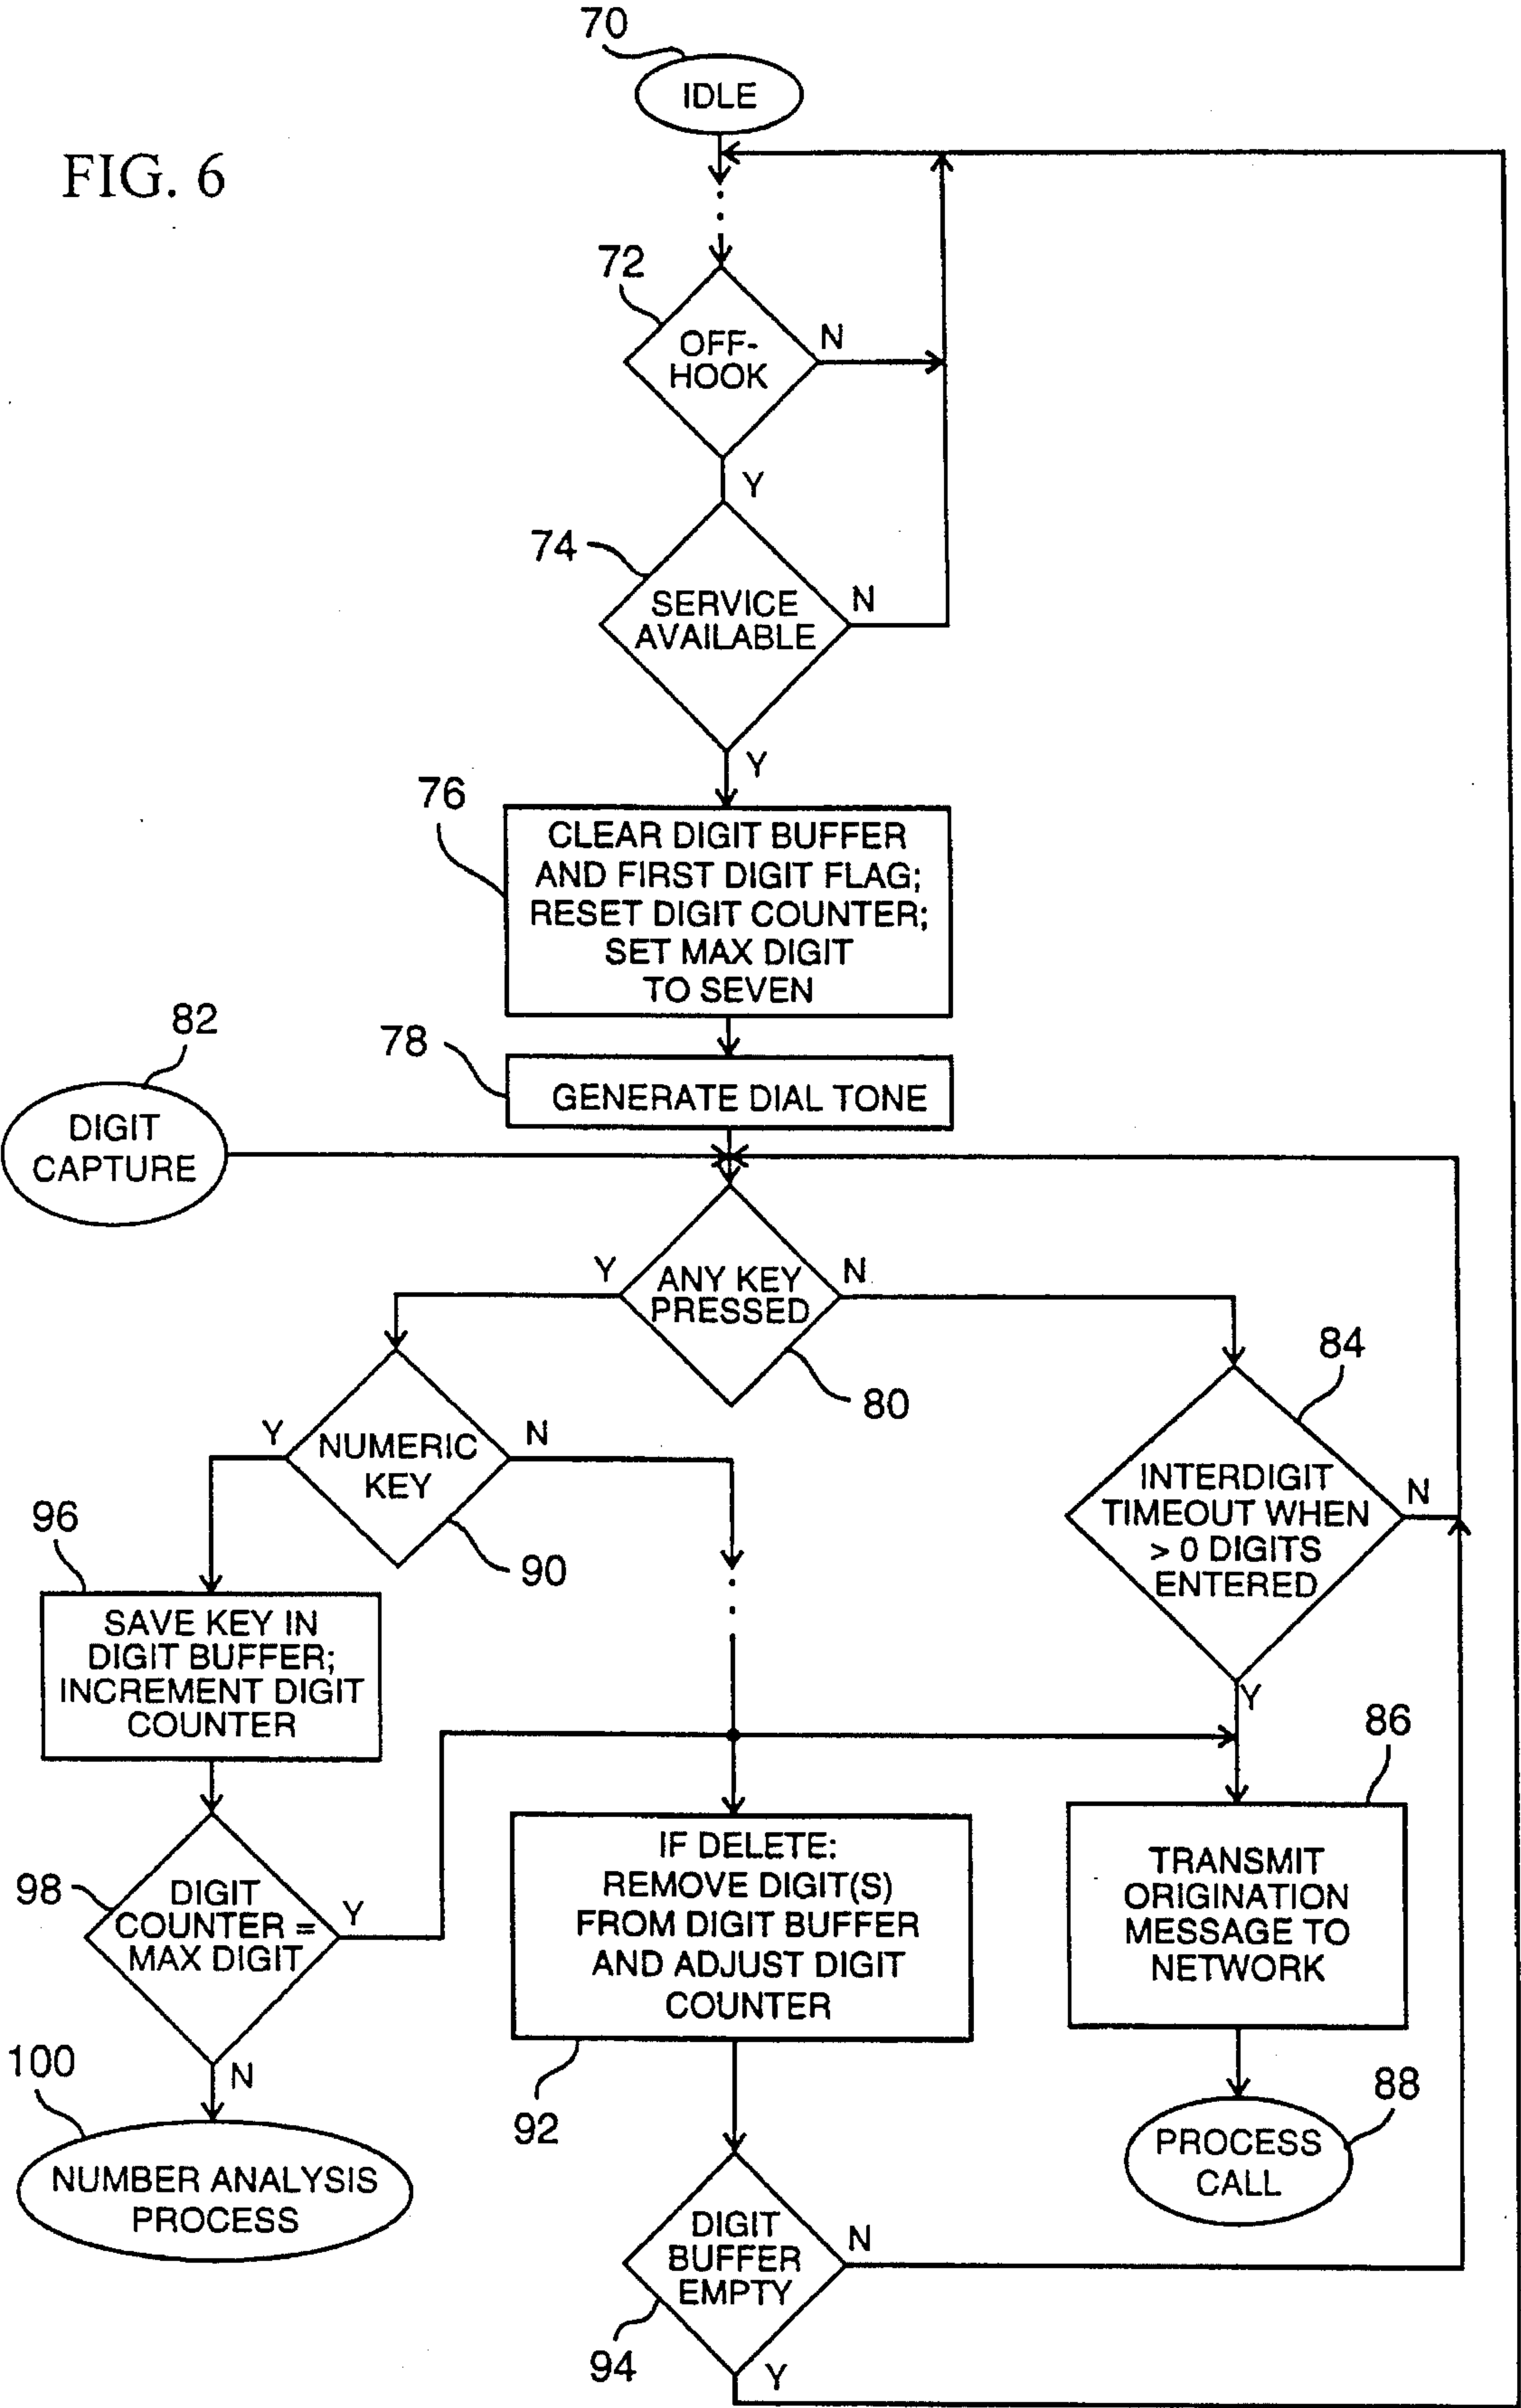 70
IDLE
FIG. 6
72
OFF-
HOOK
N
Y
74
SERVICE
AVAILABLE
N
Y
76
CLEAR DIGIT BUFFER
AND FIRST DIGIT FLAG;
RESET DIGIT COUNTER;
SET MAX DIGIT
TO SEVEN
82
78
GENERATE DIAL TONE
DIGIT
CAPTURE
Y
ANY KEY
PRESSED
N
80
84
Y
NUMERIC
KEY
N
90
INTERDIGIT
TIMEOUT WHEN
> 0 DIGITS
ENTERED
N
Y
96
SAVE KEY IN
DIGIT BUFFER;
INCREMENT DIGIT
COUNTER
86
98
DIGIT
COUNTER =
MAX DIGIT
Y
N
IF DELETE:
REMOVE DIGIT(S)
FROM DIGIT BUFFER
AND ADJUST DIGIT
COUNTER
92
TRANSMIT
ORIGINATION
MESSAGE TO
NETWORK
88
PROCESS
CALL
100
NUMBER ANALYSIS
PROCESS
DIGIT
BUFFER
EMPTY
N
94
Y